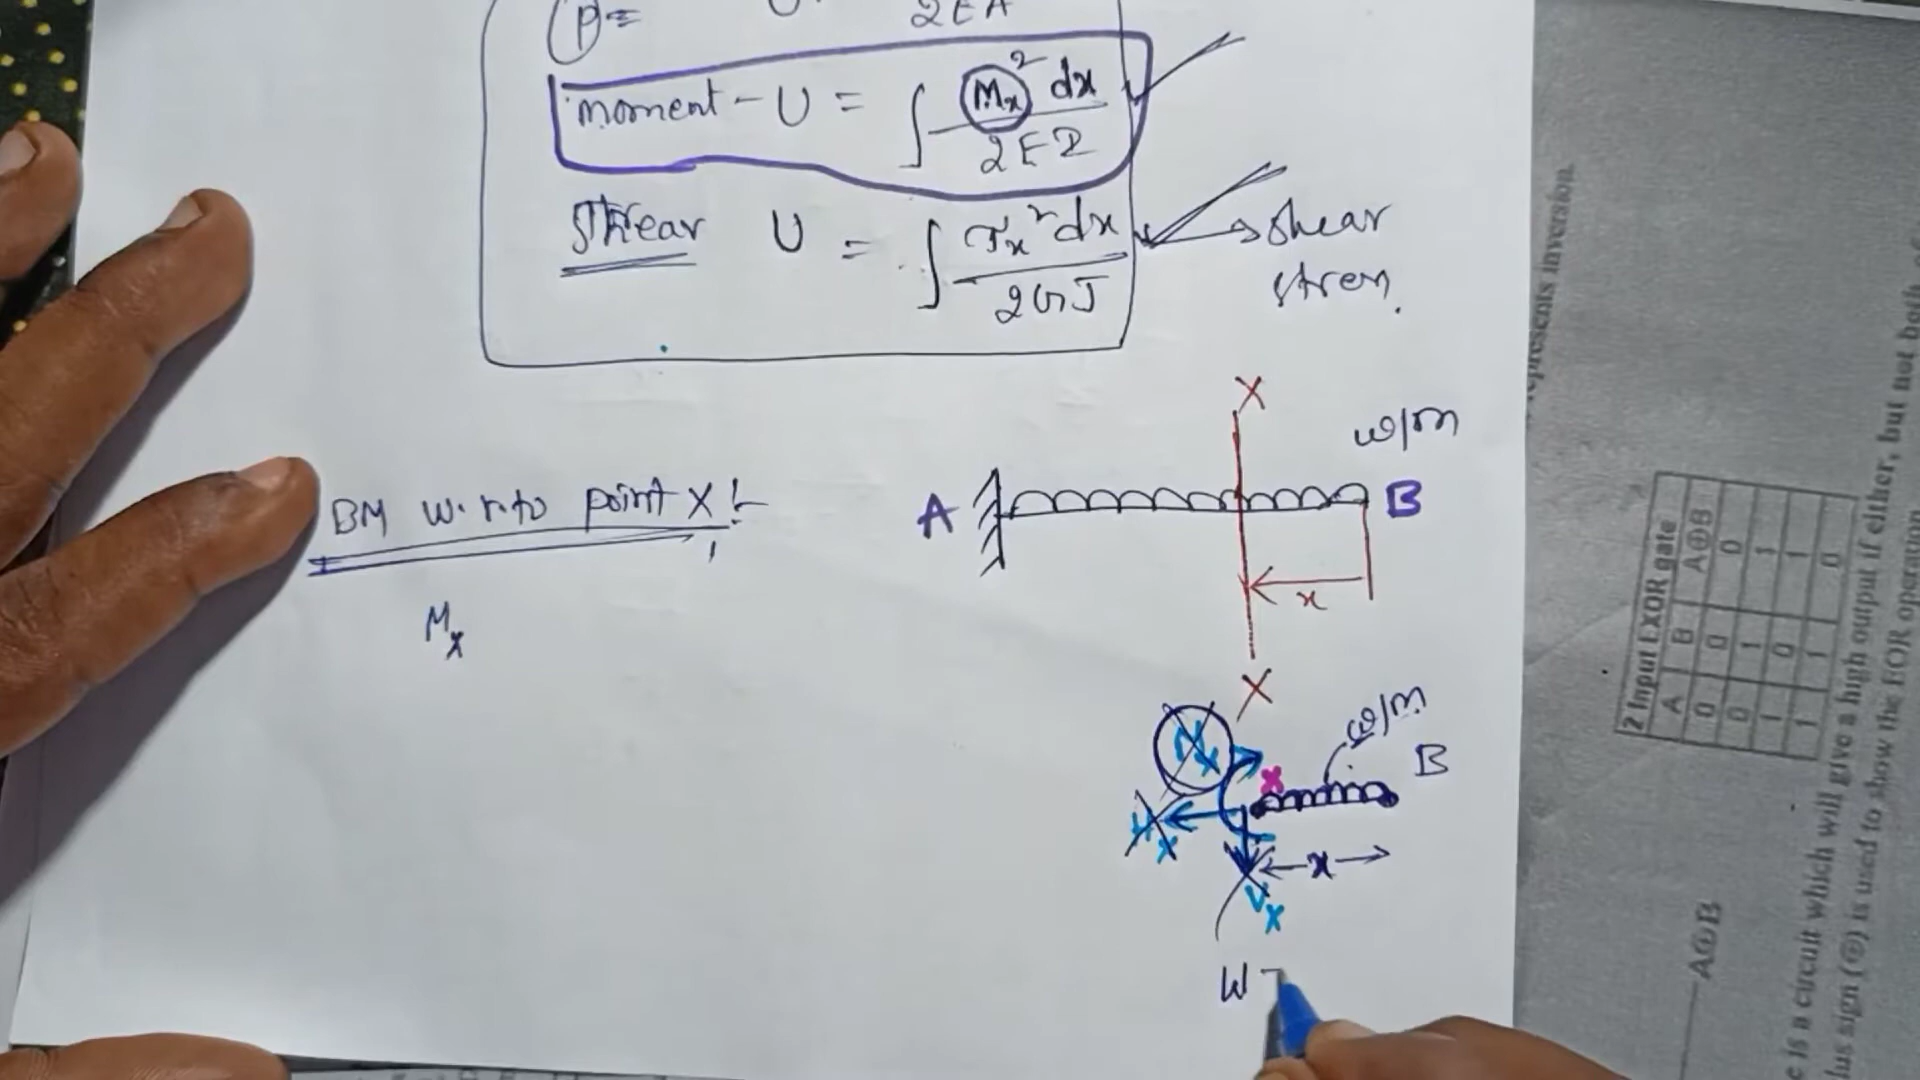 P = U 2EA
moment - U = ∫ Mx² dx / 2EI
Shear U = ∫ Tx² dx / 2GJ → shear
stress.
X
w/m
A B
x
X
BM w.r.to point X :-
Mx
w/m
Mx X B
Hx
x
Vx
W
represents inversion.
2 Input EXOR gate
A B A⊕B
0 0 0
0 1 1
1 0 1
1 1 0
A⊕B
is a circuit which will give a high output if either, but not both of
lus sign (⊕) is used to show the EOR operation.